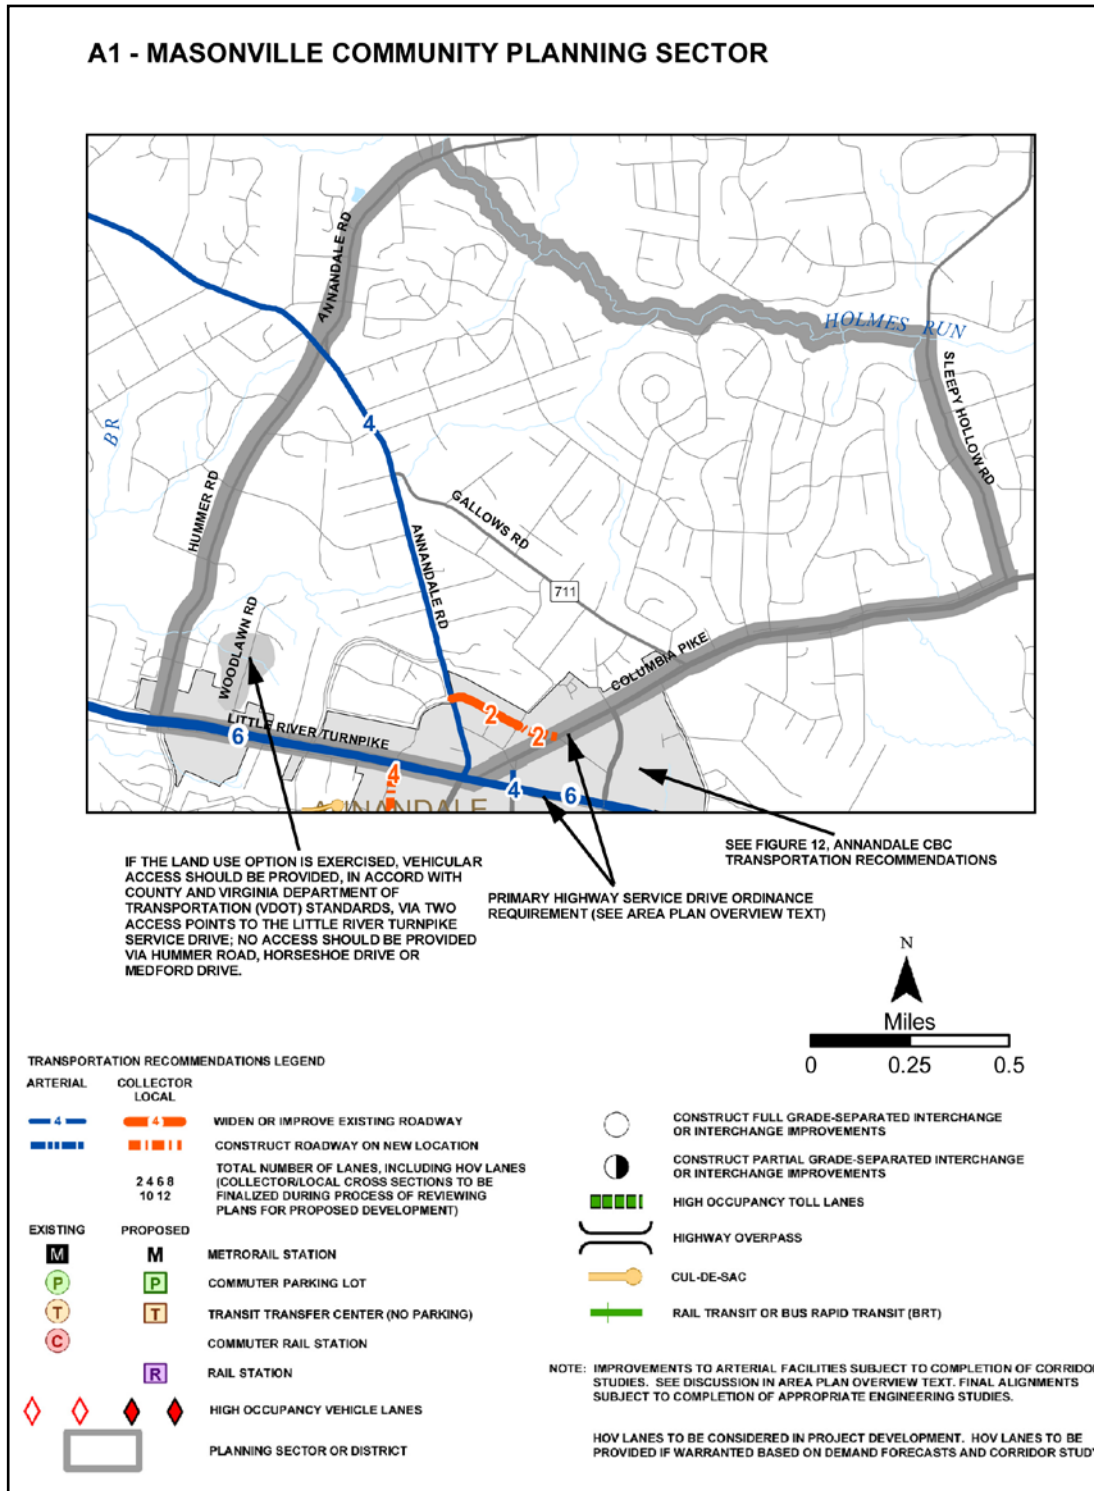 A1 - MASONVILLE COMMUNITY PLANNING SECTOR
ANNANDALE RD
HOLMES RUN
SLEEPY HOLLOW RD
4
BR
HUMMER RD
GALLOWS RD
ANNANDALE RD
711
WOODLAWN RD
COLUMBIA PIKE
2
2
LITTLE RIVER TURNPIKE
6
4
4
6
ANNANDALE
IF THE LAND USE OPTION IS EXERCISED, VEHICULAR
ACCESS SHOULD BE PROVIDED, IN ACCORD WITH
COUNTY AND VIRGINIA DEPARTMENT OF
TRANSPORTATION (VDOT) STANDARDS, VIA TWO
ACCESS POINTS TO THE LITTLE RIVER TURNPIKE
SERVICE DRIVE; NO ACCESS SHOULD BE PROVIDED
VIA HUMMER ROAD, HORSESHOE DRIVE OR
MEDFORD DRIVE.
PRIMARY HIGHWAY SERVICE DRIVE ORDINANCE
REQUIREMENT (SEE AREA PLAN OVERVIEW TEXT)
SEE FIGURE 12, ANNANDALE CBC
TRANSPORTATION RECOMMENDATIONS
N
Miles
0 0.25 0.5
TRANSPORTATION RECOMMENDATIONS LEGEND
ARTERIAL COLLECTOR
LOCAL
4 4 WIDEN OR IMPROVE EXISTING ROADWAY
CONSTRUCT ROADWAY ON NEW LOCATION
2 4 6 8
10 12
TOTAL NUMBER OF LANES, INCLUDING HOV LANES
(COLLECTOR/LOCAL CROSS SECTIONS TO BE
FINALIZED DURING PROCESS OF REVIEWING
PLANS FOR PROPOSED DEVELOPMENT)
EXISTING PROPOSED
M M METRORAIL STATION
P P COMMUTER PARKING LOT
T T TRANSIT TRANSFER CENTER (NO PARKING)
C COMMUTER RAIL STATION
R RAIL STATION
HIGH OCCUPANCY VEHICLE LANES
PLANNING SECTOR OR DISTRICT
CONSTRUCT FULL GRADE-SEPARATED INTERCHANGE
OR INTERCHANGE IMPROVEMENTS
CONSTRUCT PARTIAL GRADE-SEPARATED INTERCHANGE
OR INTERCHANGE IMPROVEMENTS
HIGH OCCUPANCY TOLL LANES
HIGHWAY OVERPASS
CUL-DE-SAC
RAIL TRANSIT OR BUS RAPID TRANSIT (BRT)
NOTE: IMPROVEMENTS TO ARTERIAL FACILITIES SUBJECT TO COMPLETION OF CORRIDO
STUDIES. SEE DISCUSSION IN AREA PLAN OVERVIEW TEXT. FINAL ALIGNMENTS
SUBJECT TO COMPLETION OF APPROPRIATE ENGINEERING STUDIES.
HOV LANES TO BE CONSIDERED IN PROJECT DEVELOPMENT. HOV LANES TO BE
PROVIDED IF WARRANTED BASED ON DEMAND FORECASTS AND CORRIDOR STUD